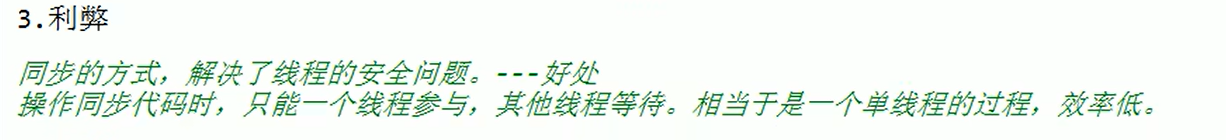 3.利弊
同步的方式，解决了线程的安全问题。---好处
操作同步代码时，只能一个线程参与，其他线程等待。相当于是一个单线程的过程，效率低。